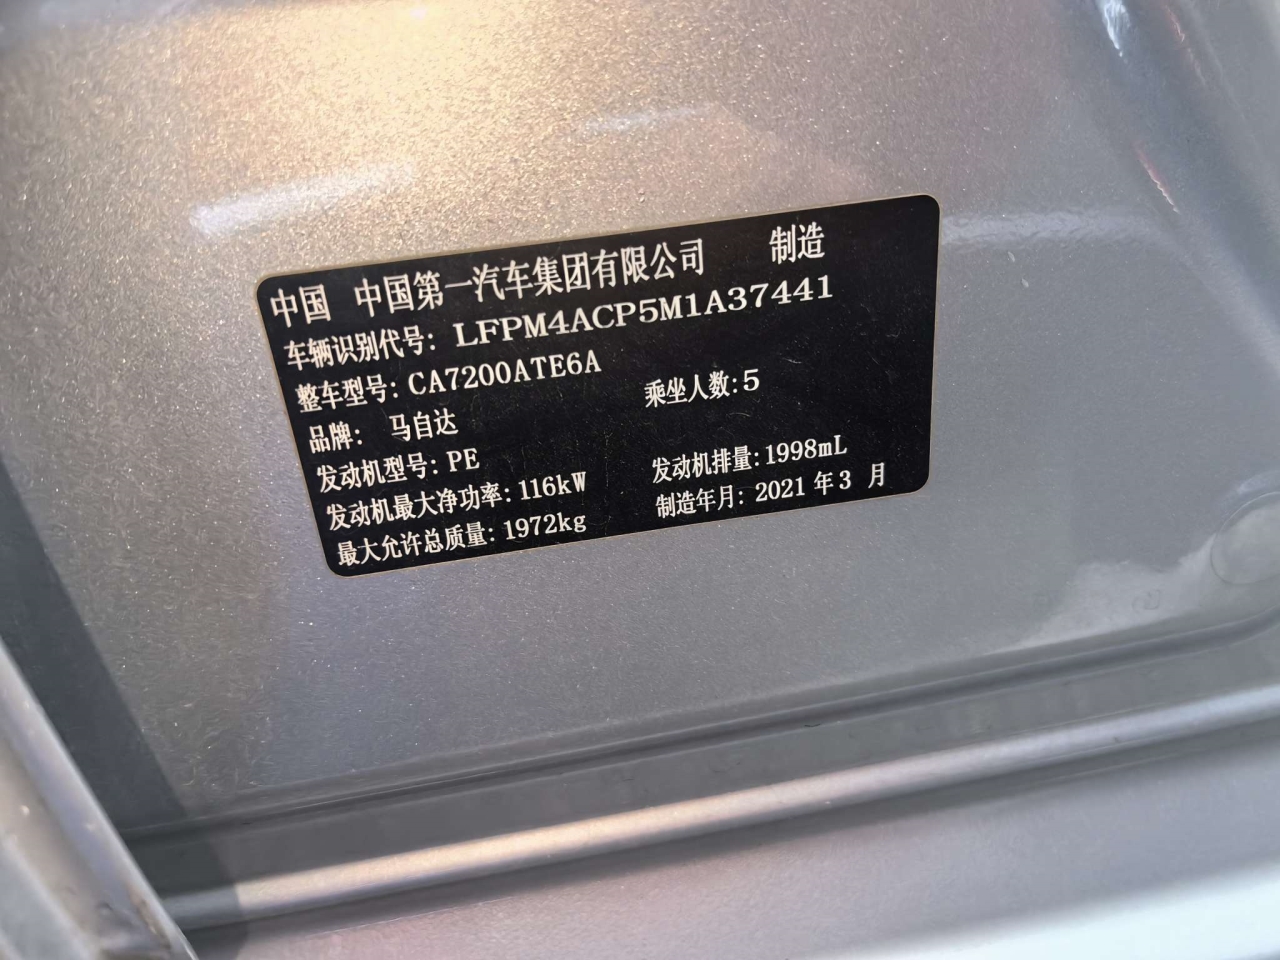 中国 中国第一汽车集团有限公司 制造
车辆识别代号: LFPM4ACP5M1A37441
整车型号: CA7200ATE6A
品牌: 马自达 乘坐人数:5
发动机型号: PE
发动机最大净功率: 116kW 发动机排量:1998mL
最大允许总质量: 1972kg 制造年月: 2021 年 3 月